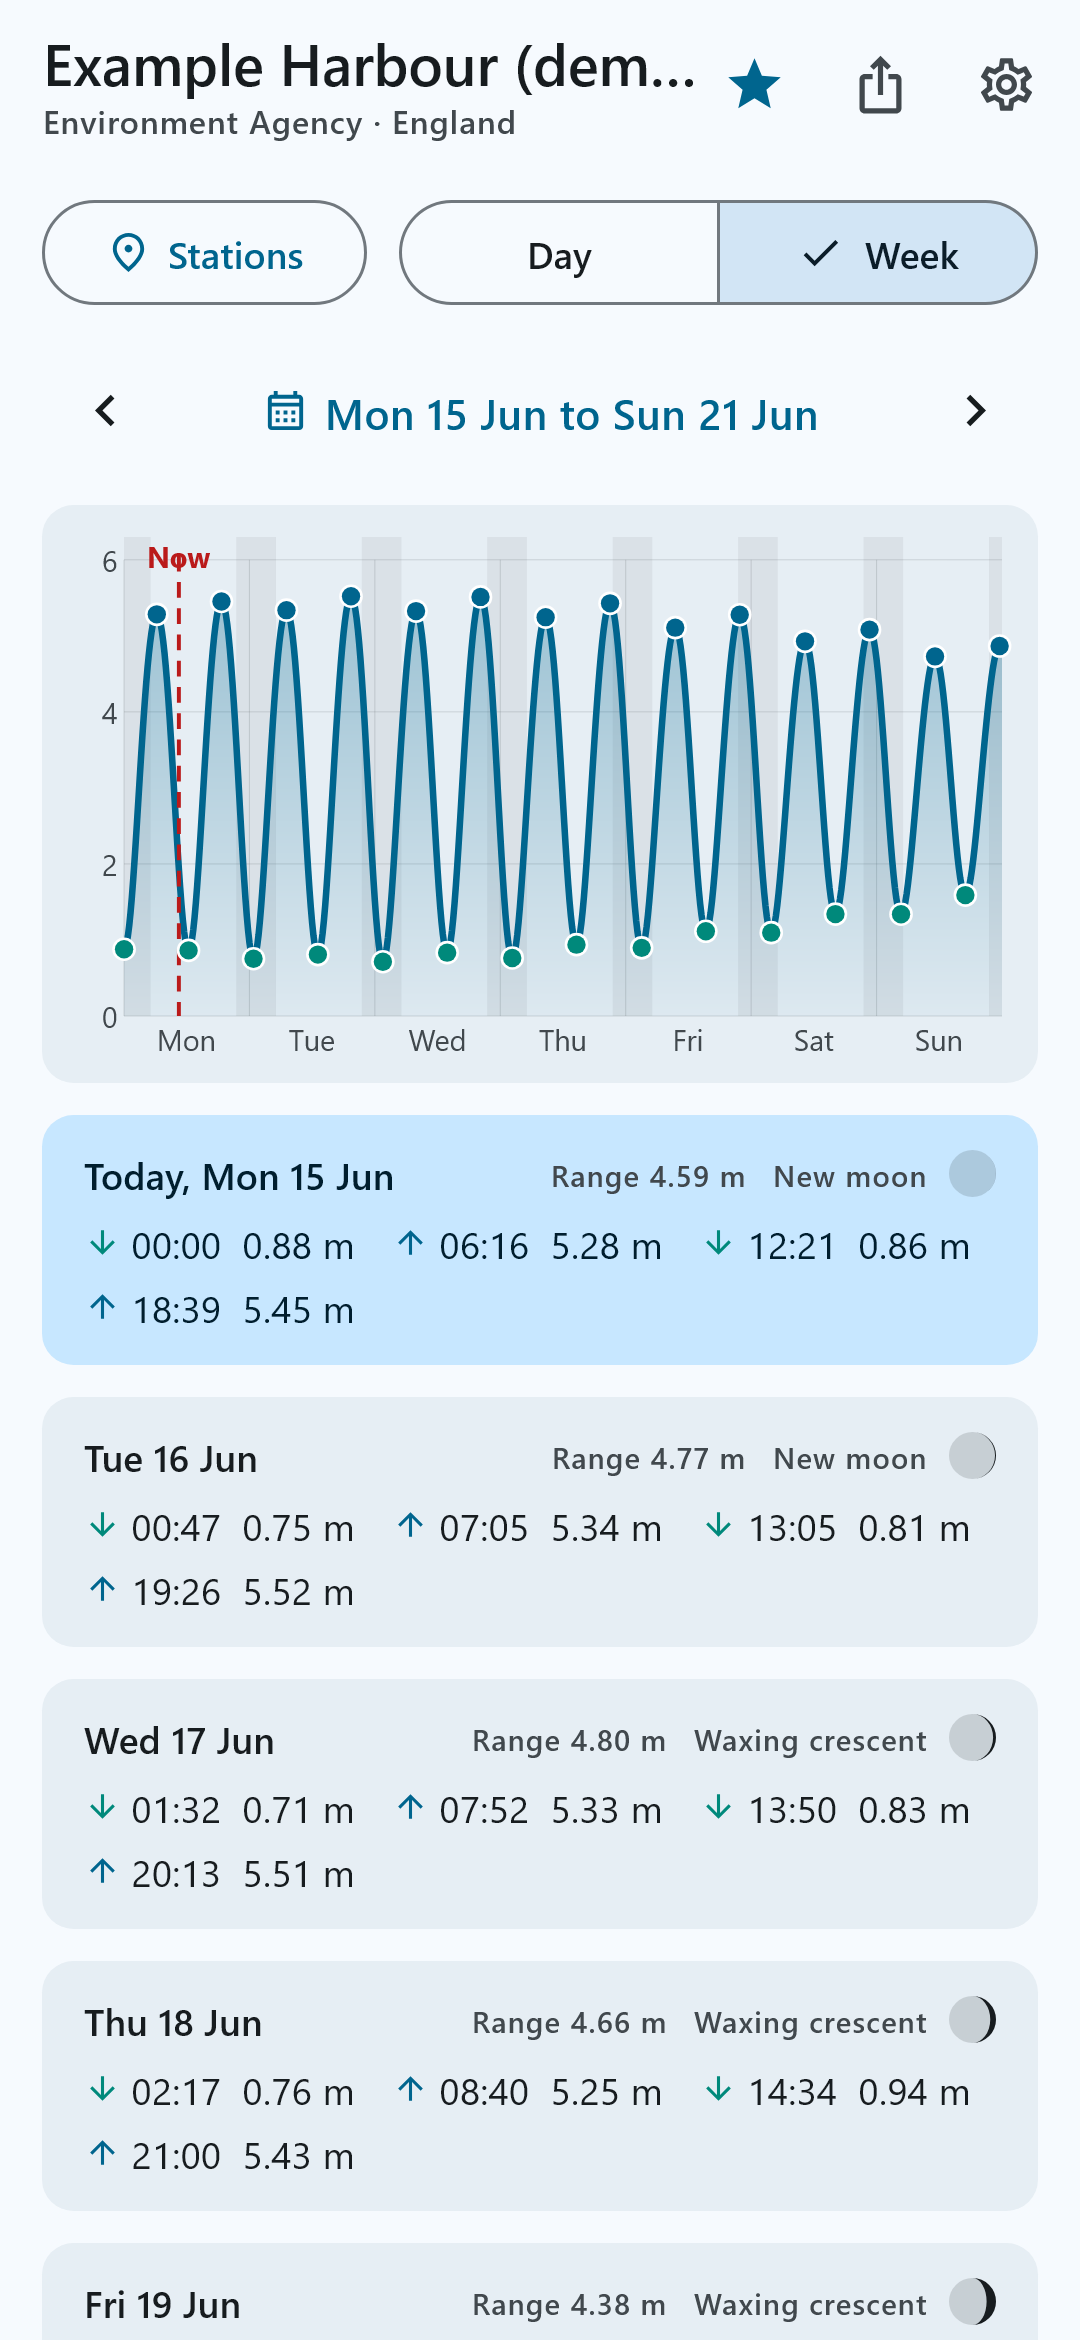 Example Harbour (dem...
Environment Agency · England
Stations
Day
Week
Mon 15 Jun to Sun 21 Jun
Now
6
4
2
0
Mon Tue Wed Thu Fri Sat Sun
Today, Mon 15 Jun Range 4.59 m New moon
00:00 0.88 m 06:16 5.28 m 12:21 0.86 m
18:39 5.45 m
Tue 16 Jun Range 4.77 m New moon
00:47 0.75 m 07:05 5.34 m 13:05 0.81 m
19:26 5.52 m
Wed 17 Jun Range 4.80 m Waxing crescent
01:32 0.71 m 07:52 5.33 m 13:50 0.83 m
20:13 5.51 m
Thu 18 Jun Range 4.66 m Waxing crescent
02:17 0.76 m 08:40 5.25 m 14:34 0.94 m
21:00 5.43 m
Fri 19 Jun Range 4.38 m Waxing crescent